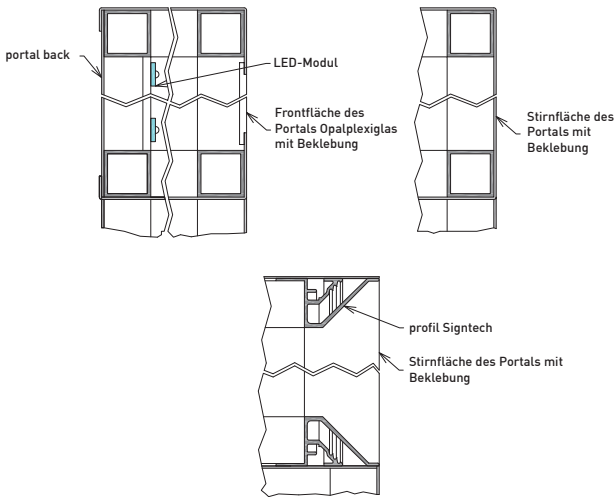 portal back
LED-Modul
Frontfläche des
Portals Opalplexiglas
mit Beklebung
Stirnfläche des
Portals mit
Beklebung
profil Signtech
Stirnfläche des Portals mit
Beklebung